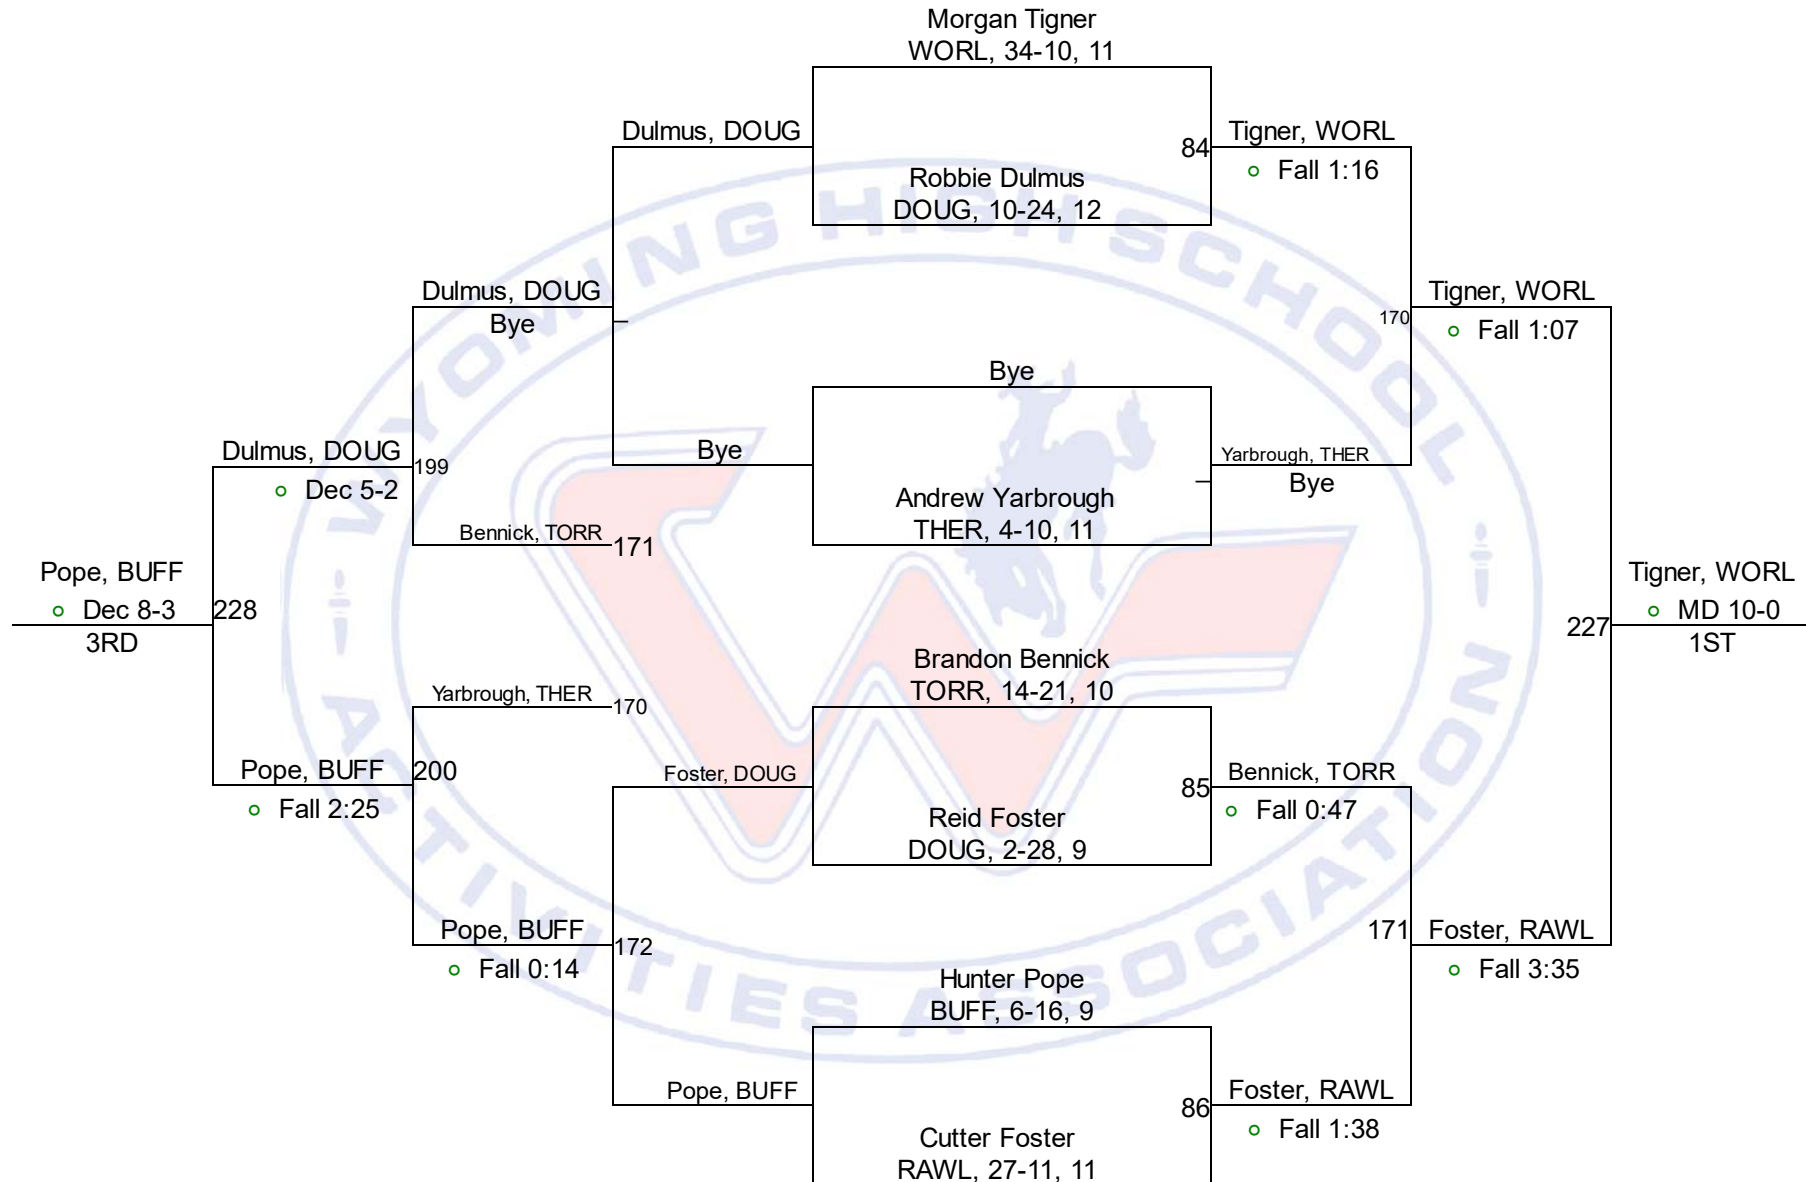 Morgan Tigner
WORL, 34-10, 11
Dulmus, DOUG
84
Tigner, WORL
Fall 1:16
Robbie Dulmus
DOUG, 10-24, 12
WYOMING HIGH SCHOOL
Dulmus, DOUG
Bye
Tigner, WORL
170
Fall 1:07
Bye
Dulmus, DOUG
199
Bye
Yarbrough, THER
Dec 5-2
Bye
Andrew Yarbrough
THER, 4-10, 11
Bennick, TORR
171
Pope, BUFF
Dec 8-3
228
3RD
Tigner, WORL
MD 10-0
227
1ST
Brandon Bennick
TORR, 14-21, 10
Yarbrough, THER
170
Pope, BUFF
200
Fall 2:25
Foster, DOUG
85
Bennick, TORR
Fall 0:47
Reid Foster
DOUG, 2-28, 9
Pope, BUFF
172
Fall 0:14
171
Foster, RAWL
Fall 3:35
Hunter Pope
BUFF, 6-16, 9
ACTIVITIES ASSOCIATION
Pope, BUFF
86
Foster, RAWL
Fall 1:38
Cutter Foster
RAWL, 27-11, 11